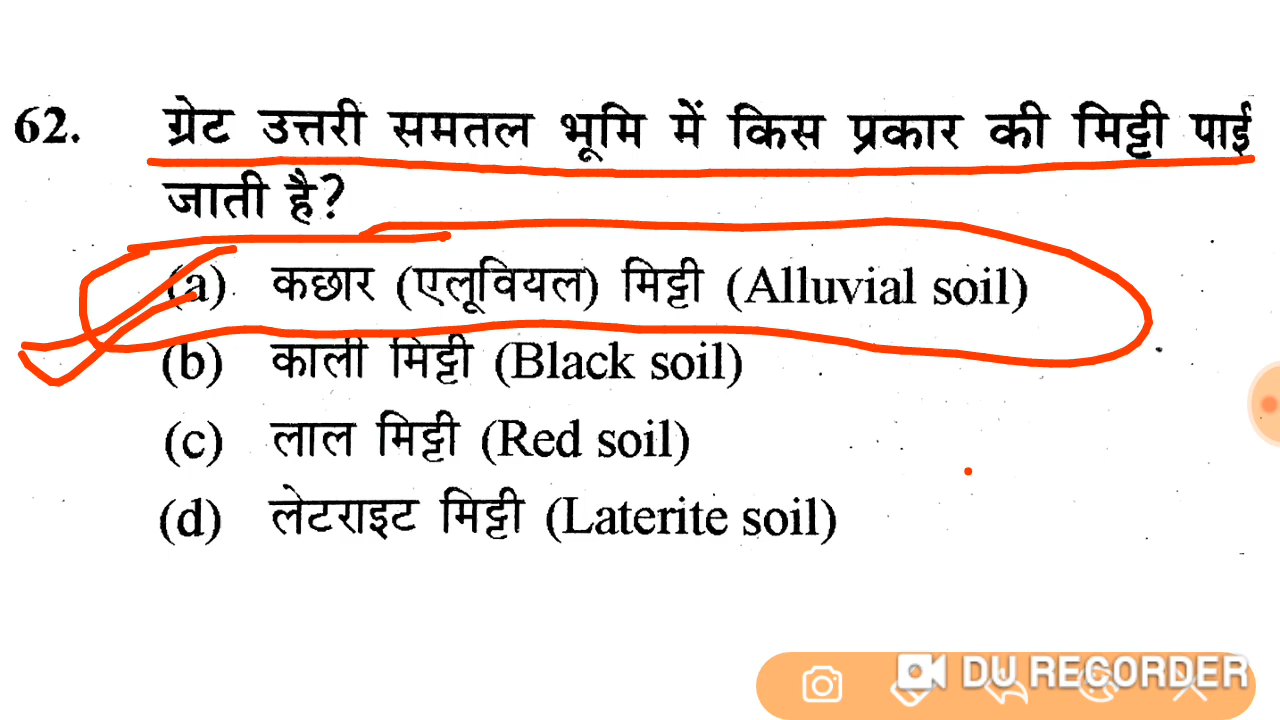 62. ग्रेट उत्तरी समतल भूमि में किस प्रकार की मिट्टी पाई
जाती है?
(a) कछार (एलूवियल) मिट्टी (Alluvial soil)
(b) काली मिट्टी (Black soil)
(c) लाल मिट्टी (Red soil)
(d) लेटराइट मिट्टी (Laterite soil)
DU RECORDER